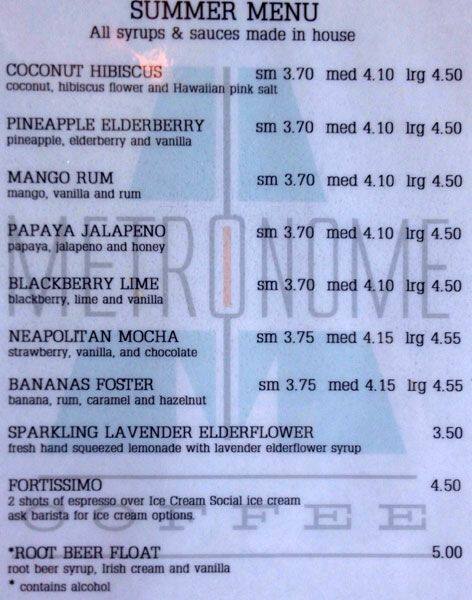 SUMMER MENU
All syrups & sauces made in house
COCONUT HIBISCUS sm 3.70 med 4.10 lrg 4.50
coconut, hibiscus flower and Hawaiian pink salt
PINEAPPLE ELDERBERRY sm 3.70 med 4.10 lrg 4.50
pineapple, elderberry and vanilla
MANGO RUM sm 3.70 med 4.10 lrg 4.50
mango, vanilla and rum
PAPAYA JALAPENO sm 3.70 med 4.10 lrg 4.50
papaya, jalapeno and honey
METRONOME
BLACKBERRY LIME sm 3.70 med 4.10 lrg 4.50
blackberry, lime and vanilla
NEAPOLITAN MOCHA sm 3.75 med 4.15 lrg 4.55
strawberry, vanilla, and chocolate
BANANAS FOSTER sm 3.75 med 4.15 lrg 4.55
banana, rum, caramel and hazelnut
SPARKLING LAVENDER ELDERFLOWER 3.50
fresh hand squeezed lemonade with lavender elderflower syrup
FORTISSIMO 4.50
2 shots of espresso over Ice Cream Social ice cream
ask barista for ice cream options.
COFFEE
*ROOT BEER FLOAT 5.00
root beer syrup, Irish cream and vanilla
* contains alcohol